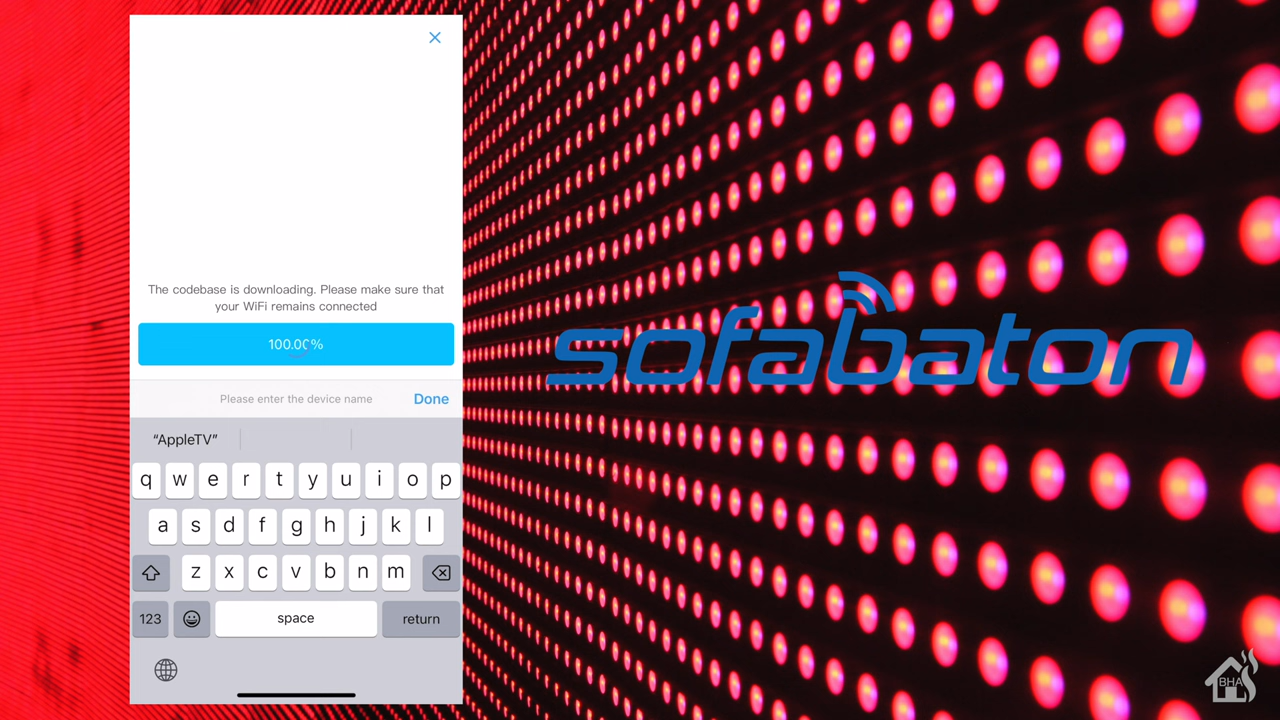 The codebase is downloading. Please make sure that
your WiFi remains connected
100.00%
Please enter the device name
Done
“AppleTV”
q w e r t y u i o p
a s d f g h j k l
z x c v b n m
123
space
return
sofabaton
BHA